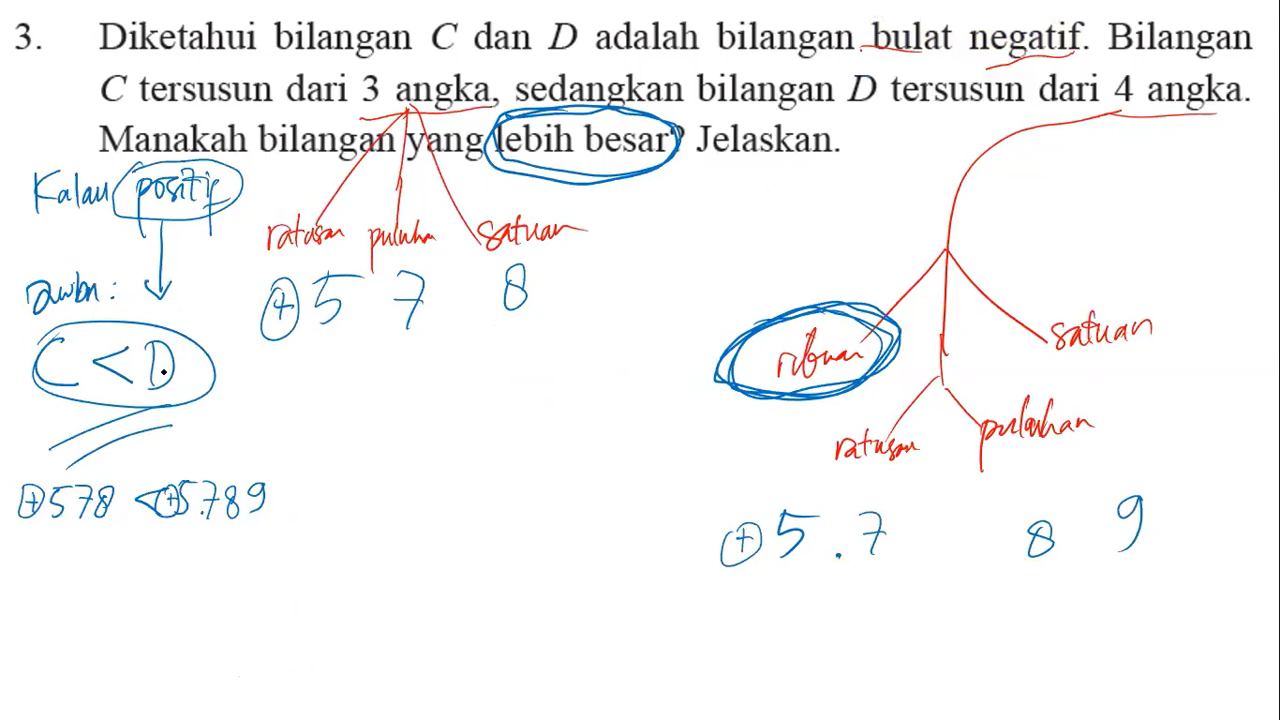 3. Diketahui bilangan C dan D adalah bilangan bulat negatif. Bilangan
C tersusun dari 3 angka, sedangkan bilangan D tersusun dari 4 angka.
Manakah bilangan yang lebih besar? Jelaskan.
Kalau positif
ratusan puluhan satuan
+ 5 7 8
C < D
ribuan satuan
ratusan puluhan
+578 < +5.789
+ 5.7 8 9